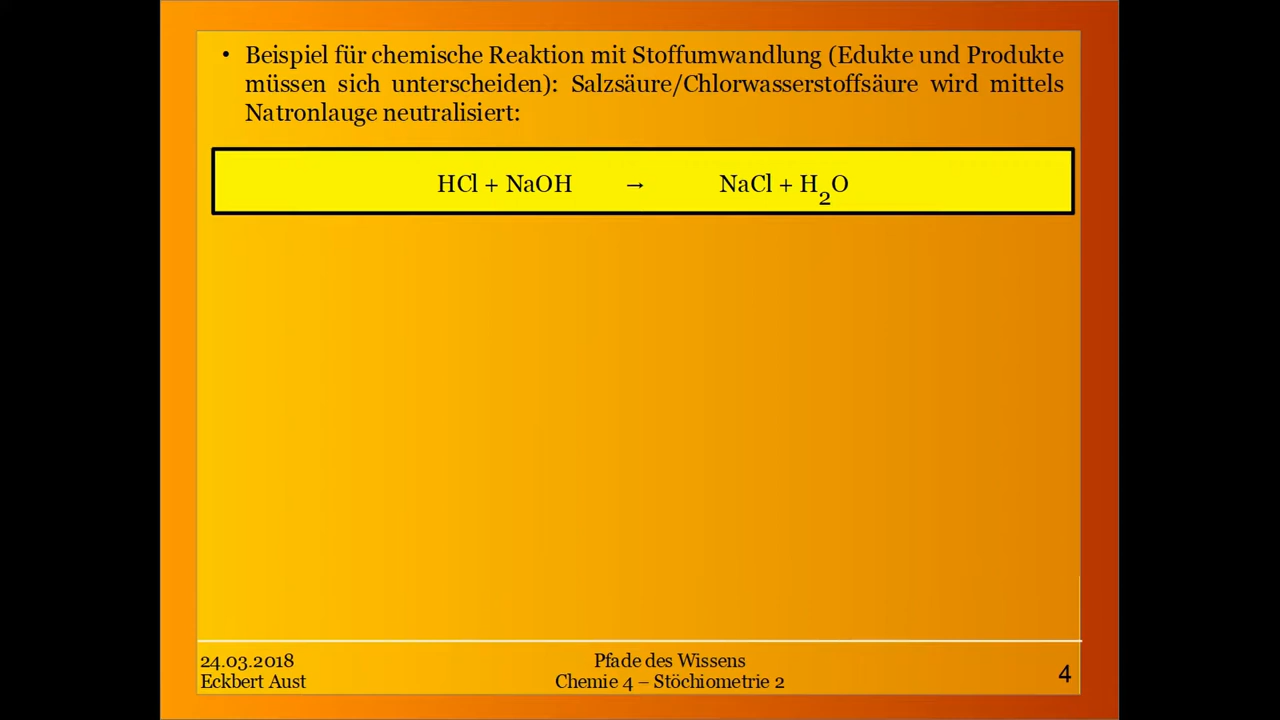 • Beispiel für chemische Reaktion mit Stoffumwandlung (Edukte und Produkte
müssen sich unterscheiden): Salzsäure/Chlorwasserstoffsäure wird mittels
Natronlauge neutralisiert:
HCl + NaOH → NaCl + H₂O
24.03.2018
Eckbert Aust
Pfade des Wissens
Chemie 4 – Stöchiometrie 2
4